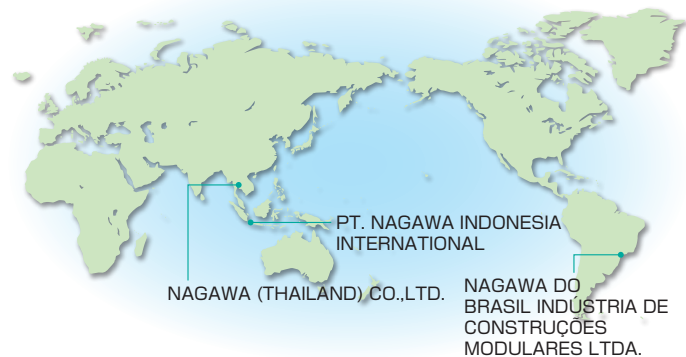 PT. NAGAWA INDONESIA
INTERNATIONAL
NAGAWA (THAILAND) CO.,LTD.
NAGAWA DO
BRASIL INDÚSTRIA DE
CONSTRUÇÕES
MODULARES LTDA.